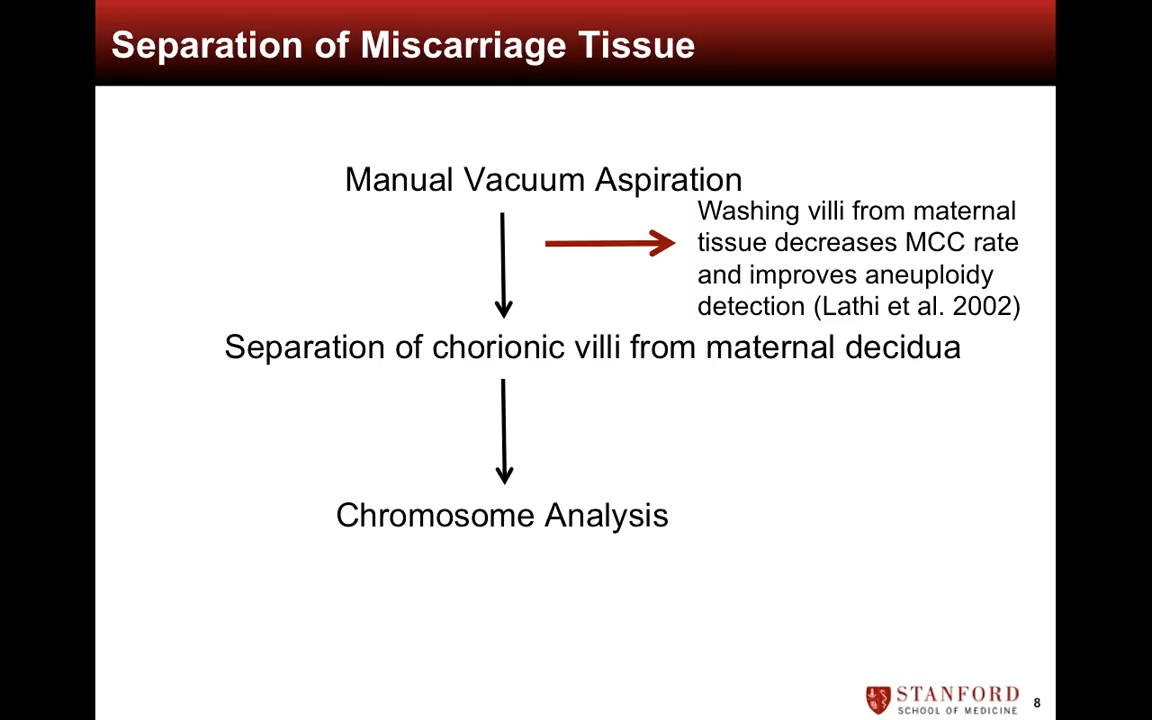 Separation of Miscarriage Tissue
Manual Vacuum Aspiration
Washing villi from maternal
tissue decreases MCC rate
and improves aneuploidy
detection (Lathi et al. 2002)
Separation of chorionic villi from maternal decidua
Chromosome Analysis
STANFORD
SCHOOL OF MEDICINE
8